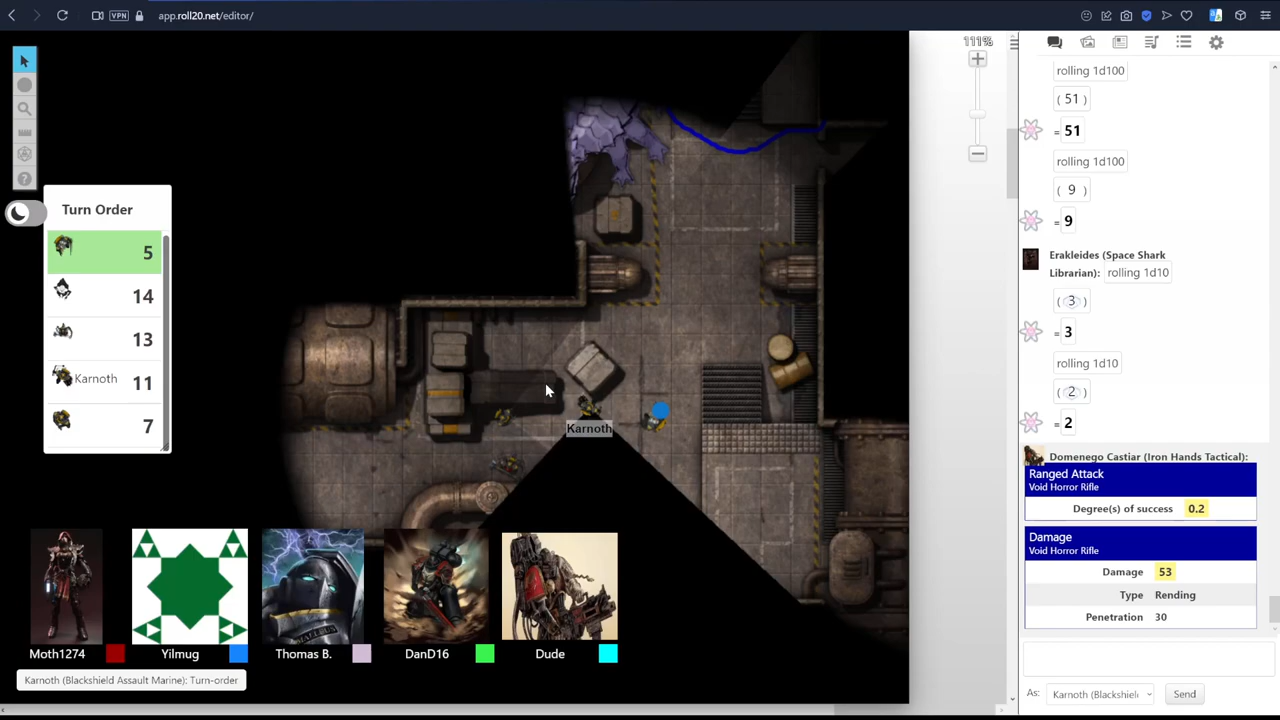 VPN
app.roll20.net/editor/
111%
Turn Order
5
14
13
Karnoth 11
7
Karnoth
Moth1274
Yilmug
Thomas B.
DanD16
Dude
Karnoth (Blackshield Assault Marine): Turn-order
rolling 1d100
( 51 )
= 51
rolling 1d100
( 9 )
= 9
Erakleides (Space Shark
Librarian): rolling 1d10
( 3 )
= 3
rolling 1d10
( 2 )
= 2
Domenego Castiar (Iron Hands Tactical):
Ranged Attack
Void Horror Rifle
Degree(s) of success 0.2
Damage
Void Horror Rifle
Damage 53
Type Rending
Penetration 30
As: Karnoth (Blackshiel
Send